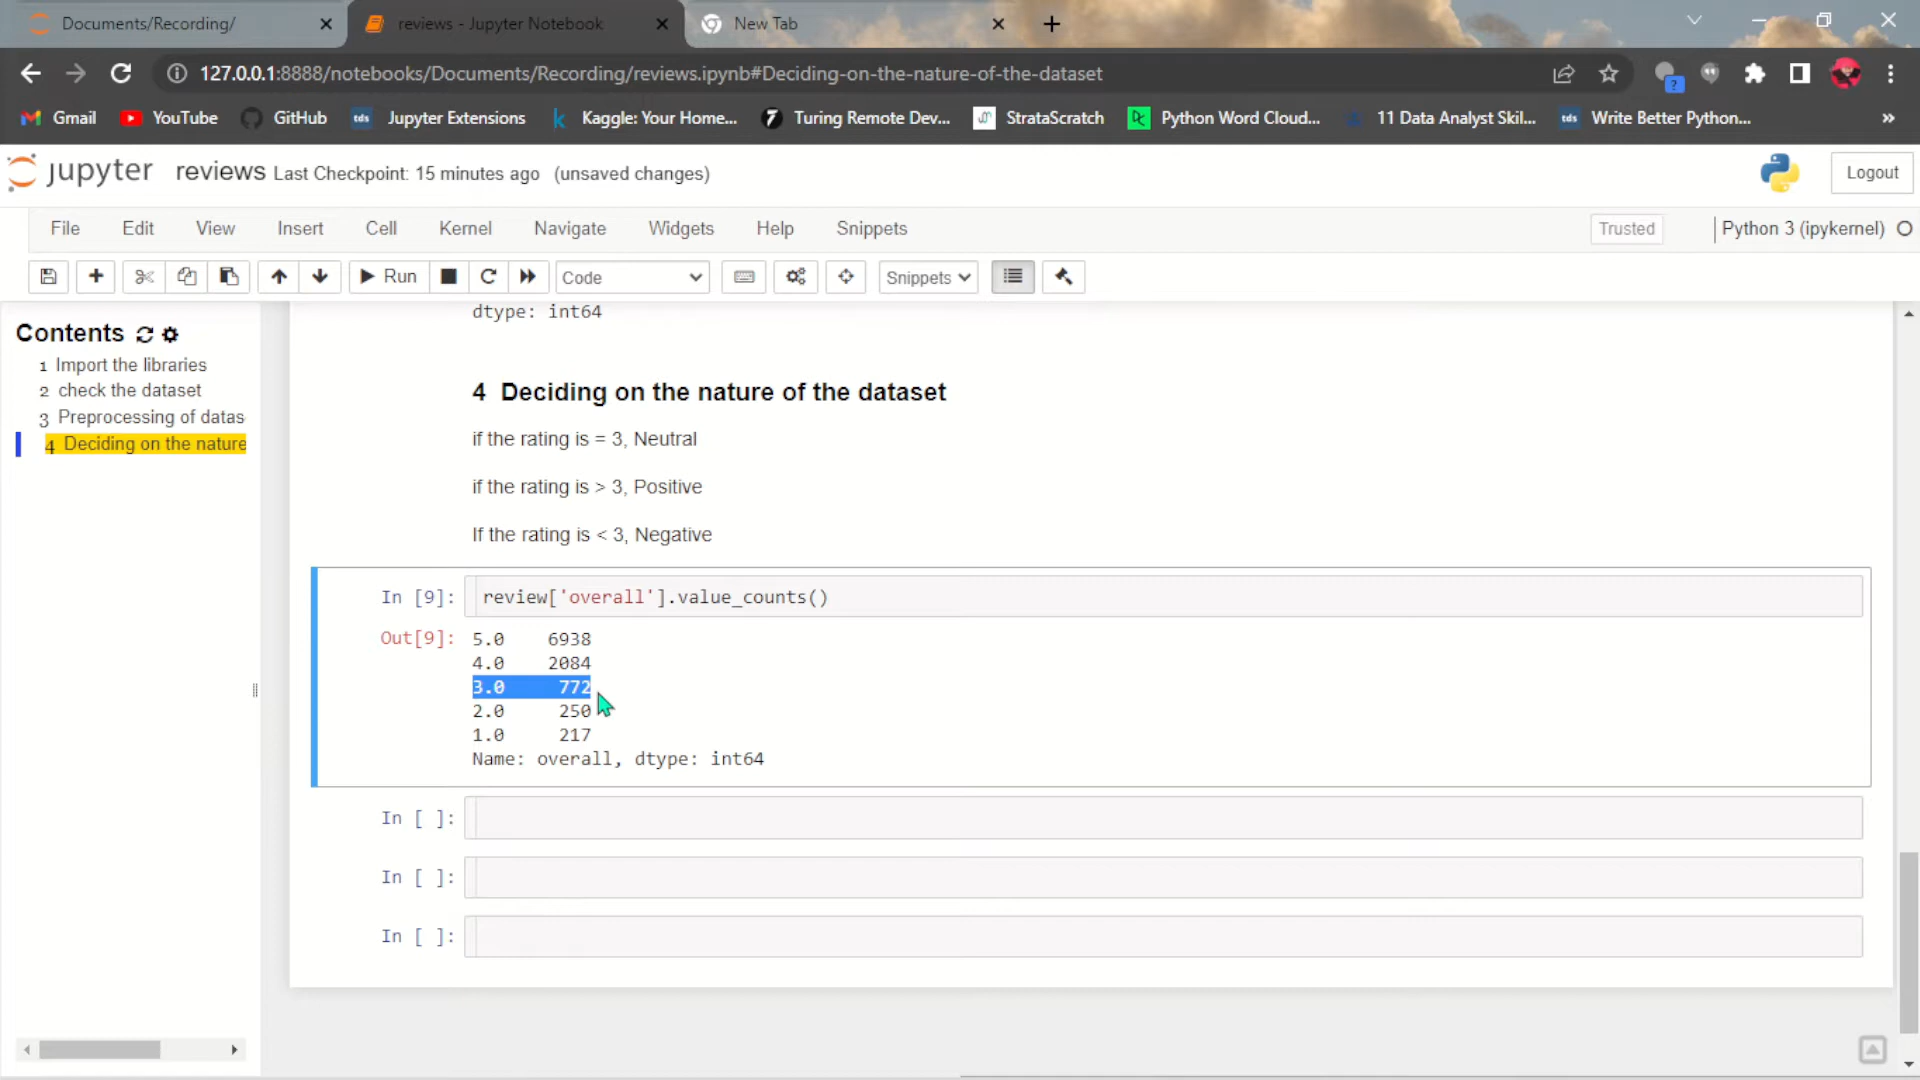 Documents/Recording/
reviews - Jupyter Notebook
New Tab
127.0.0.1:8888/notebooks/Documents/Recording/reviews.ipynb#Deciding-on-the-nature-of-the-dataset
Gmail
YouTube
GitHub
tds Jupyter Extensions
Kaggle: Your Home...
Turing Remote Dev...
StrataScratch
Python Word Cloud...
11 Data Analyst Skil...
tds Write Better Python...
jupyter reviews Last Checkpoint: 15 minutes ago (unsaved changes)
Logout
File Edit View Insert Cell Kernel Navigate Widgets Help Snippets
Trusted
Python 3 (ipykernel)
Run
Code
Snippets
Contents
1 Import the libraries
2 check the dataset
3 Preprocessing of datas
4 Deciding on the nature
dtype: int64
4 Deciding on the nature of the dataset
if the rating is = 3, Neutral
if the rating is > 3, Positive
If the rating is < 3, Negative
In [9]: review['overall'].value_counts()
Out[9]: 5.0 6938
4.0 2084
3.0 772
2.0 250
1.0 217
Name: overall, dtype: int64
In [ ]:
In [ ]:
In [ ]: